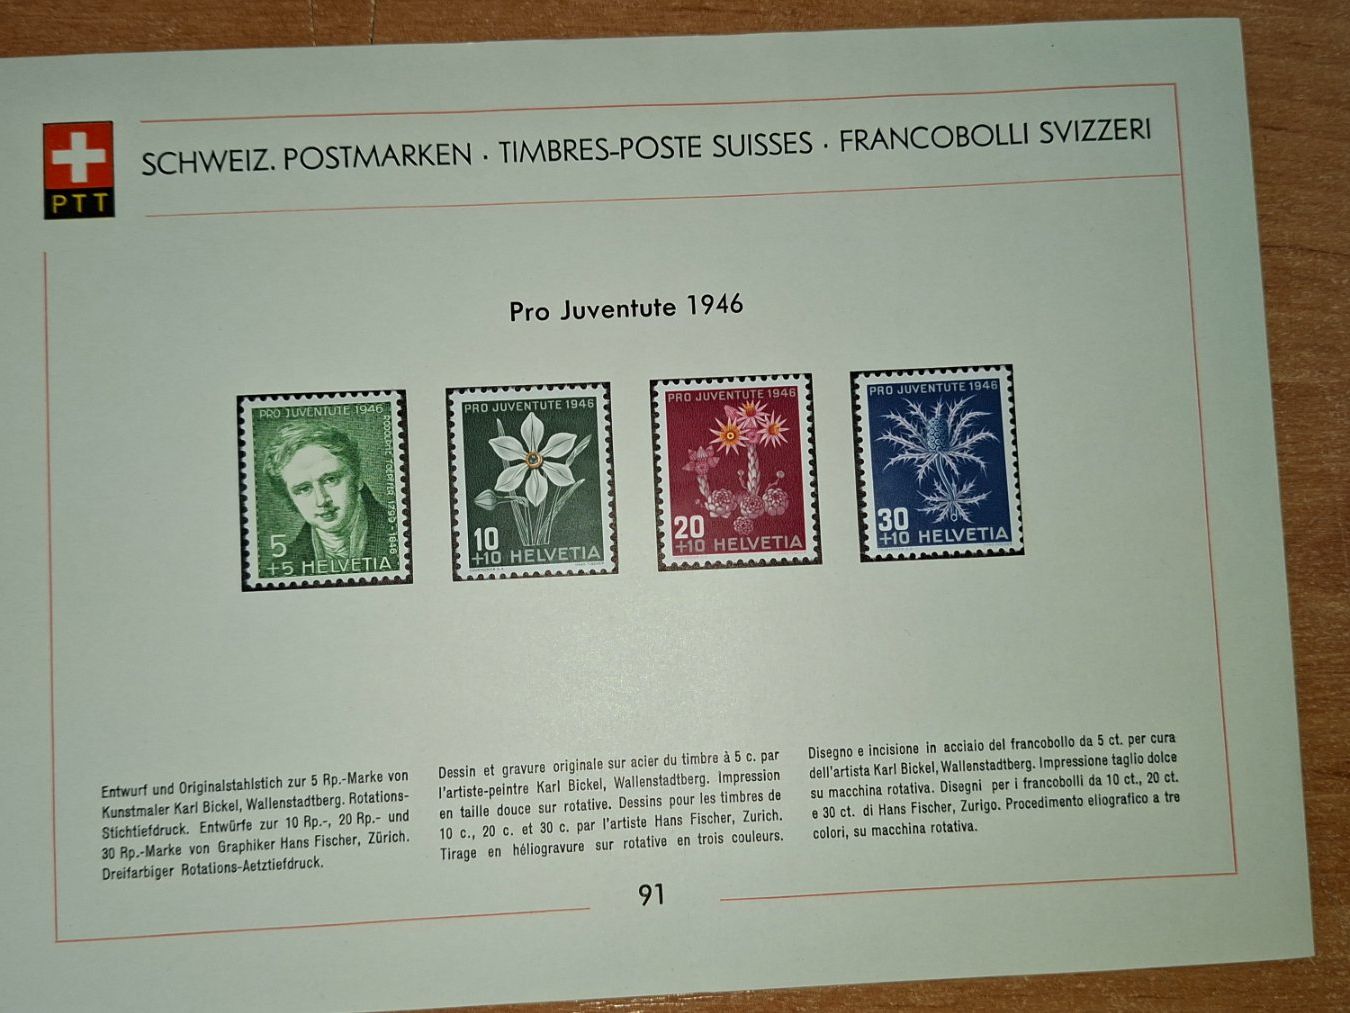 PTT
SCHWEIZ. POSTMARKEN · TIMBRES-POSTE SUISSES · FRANCOBOLLI SVIZZERI
Pro Juventute 1946
PRO JUVENTUTE 1946
RODOLPHE TOEPFFER 1799-1846
5
+5 HELVETIA
PRO JUVENTUTE 1946
10
+10 HELVETIA
PRO JUVENTUTE 1946
20
+10 HELVETIA
PRO JUVENTUTE 1946
30
+10 HELVETIA
Entwurf und Originalstahlstich zur 5 Rp.-Marke von
Kunstmaler Karl Bickel, Wallenstadtberg. Rotations-
Stichtiefdruck. Entwürfe zur 10 Rp.-, 20 Rp.- und
30 Rp.-Marke von Graphiker Hans Fischer, Zürich.
Dreifarbiger Rotations-Aetztiefdruck.
Dessin et gravure originale sur acier du timbre à 5 c. par
l'artiste-peintre Karl Bickel, Wallenstadtberg. Impression
en taille douce sur rotative. Dessins pour les timbres de
10 c., 20 c. et 30 c. par l'artiste Hans Fischer, Zurich.
Tirage en héliogravure sur rotative en trois couleurs.
Disegno e incisione in acciaio del francobollo da 5 ct. per cura
dell'artista Karl Bickel, Wallenstadtberg. Impressione taglio dolce
su macchina rotativa. Disegni per i francobolli da 10 ct., 20 ct.
e 30 ct. di Hans Fischer, Zurigo. Procedimento eliografico a tre
colori, su macchina rotativa.
91